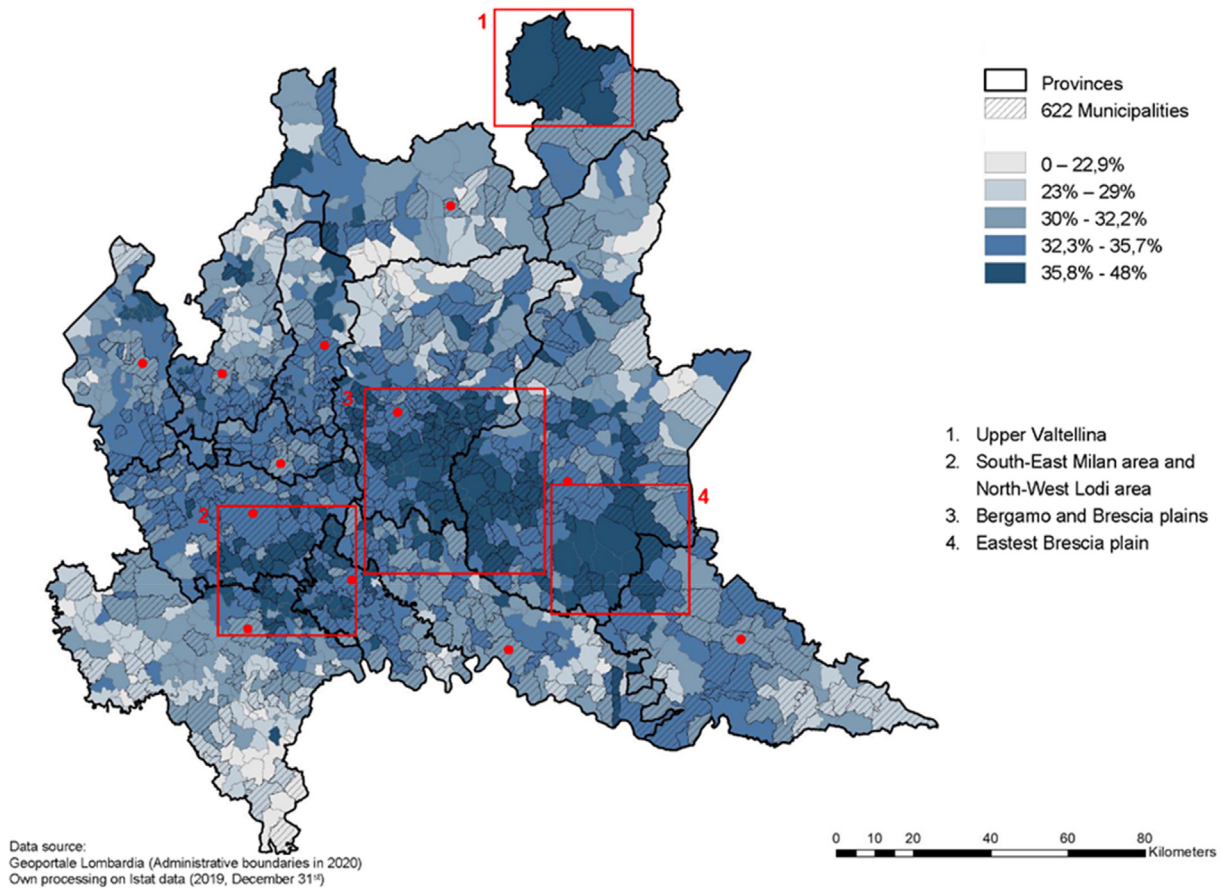 1
Provinces
622 Municipalities
0 – 22,9%
23% – 29%
30% - 32,2%
32,3% - 35,7%
35,8% - 48%
3
4
2
1. Upper Valtellina
2. South-East Milan area and
North-West Lodi area
3. Bergamo and Brescia plains
4. Eastest Brescia plain
Data source:
Geoportale Lombardia (Administrative boundaries in 2020)
Own processing on Istat data (2019, December 31st)
0 10 20 40 60 80
Kilometers